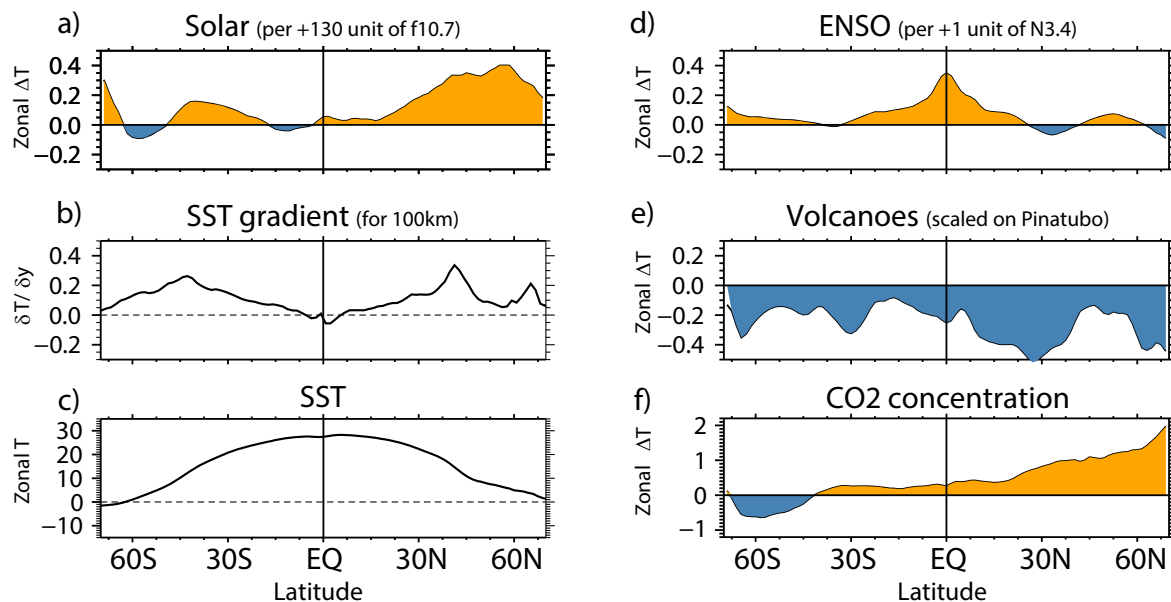 a) Solar (per +130 unit of f10.7)
Zonal ΔT
0.4
0.2
0.0
−0.2
b) SST gradient (for 100km)
δT/ δy
0.4
0.2
0.0
−0.2
c) SST
Zonal T
30
20
10
0
−10
60S 30S EQ 30N 60N
Latitude
d) ENSO (per +1 unit of N3.4)
Zonal ΔT
0.4
0.2
0.0
−0.2
e) Volcanoes (scaled on Pinatubo)
Zonal ΔT
0.2
0.0
−0.2
−0.4
f) CO2 concentration
Zonal ΔT
2
1
0
−1
60S 30S EQ 30N 60N
Latitude